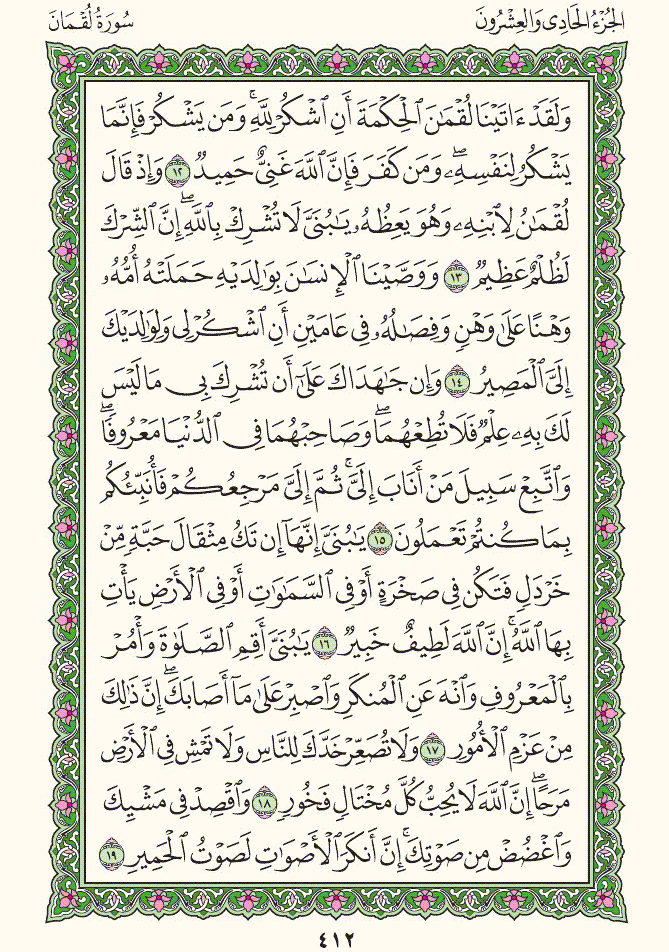 الجُزْءُ الحَادِى وَالعِشْرُونَ
سُورَةُ لُقْمَانَ
وَلَقَدْ ءَاتَيْنَا لُقْمَٰنَ ٱلْحِكْمَةَ أَنِ ٱشْكُرْ لِلَّهِۚ وَمَن يَشْكُرْ فَإِنَّمَا
يَشْكُرُ لِنَفْسِهِۦۖ وَمَن كَفَرَ فَإِنَّ ٱللَّهَ غَنِىٌّ حَمِيدٌ ١٢ وَإِذْ قَالَ
لُقْمَٰنُ لِٱبْنِهِۦ وَهُوَ يَعِظُهُۥ يَٰبُنَىَّ لَا تُشْرِكْ بِٱللَّهِۖ إِنَّ ٱلشِّرْكَ
لَظُلْمٌ عَظِيمٌ ١٣ وَوَصَّيْنَا ٱلْإِنسَٰنَ بِوَٰلِدَيْهِ حَمَلَتْهُ أُمُّهُۥ
وَهْنًا عَلَىٰ وَهْنٍ وَفِصَٰلُهُۥ فِى عَامَيْنِ أَنِ ٱشْكُرْ لِى وَلِوَٰلِدَيْكَ
إِلَىَّ ٱلْمَصِيرُ ١٤ وَإِن جَٰهَدَاكَ عَلَىٰٓ أَن تُشْرِكَ بِى مَا لَيْسَ
لَكَ بِهِۦ عِلْمٌ فَلَا تُطِعْهُمَاۖ وَصَاحِبْهُمَا فِى ٱلدُّنْيَا مَعْرُوفًاۖ
وَٱتَّبِعْ سَبِيلَ مَنْ أَنَابَ إِلَىَّۚ ثُمَّ إِلَىَّ مَرْجِعُكُمْ فَأُنَبِّئُكُم
بِمَا كُنتُمْ تَعْمَلُونَ ١٥ يَٰبُنَىَّ إِنَّهَآ إِن تَكُ مِثْقَالَ حَبَّةٍ مِّنْ
خَرْدَلٍ فَتَكُن فِى صَخْرَةٍ أَوْ فِى ٱلسَّمَٰوَٰتِ أَوْ فِى ٱلْأَرْضِ يَأْتِ
بِهَا ٱللَّهُۚ إِنَّ ٱللَّهَ لَطِيفٌ خَبِيرٌ ١٦ يَٰبُنَىَّ أَقِمِ ٱلصَّلَوٰةَ وَأْمُرْ
بِٱلْمَعْرُوفِ وَٱنْهَ عَنِ ٱلْمُنكَرِ وَٱصْبِرْ عَلَىٰ مَآ أَصَابَكَۖ إِنَّ ذَٰلِكَ
مِنْ عَزْمِ ٱلْأُمُورِ ١٧ وَلَا تُصَعِّرْ خَدَّكَ لِلنَّاسِ وَلَا تَمْشِ فِى ٱلْأَرْضِ
مَرَحًاۖ إِنَّ ٱللَّهَ لَا يُحِبُّ كُلَّ مُخْتَالٍ فَخُورٍ ١٨ وَٱقْصِدْ فِى مَشْيِكَ
وَٱغْضُضْ مِن صَوْتِكَۚ إِنَّ أَنكَرَ ٱلْأَصْوَٰتِ لَصَوْتُ ٱلْحَمِيرِ ١٩
٤١٢